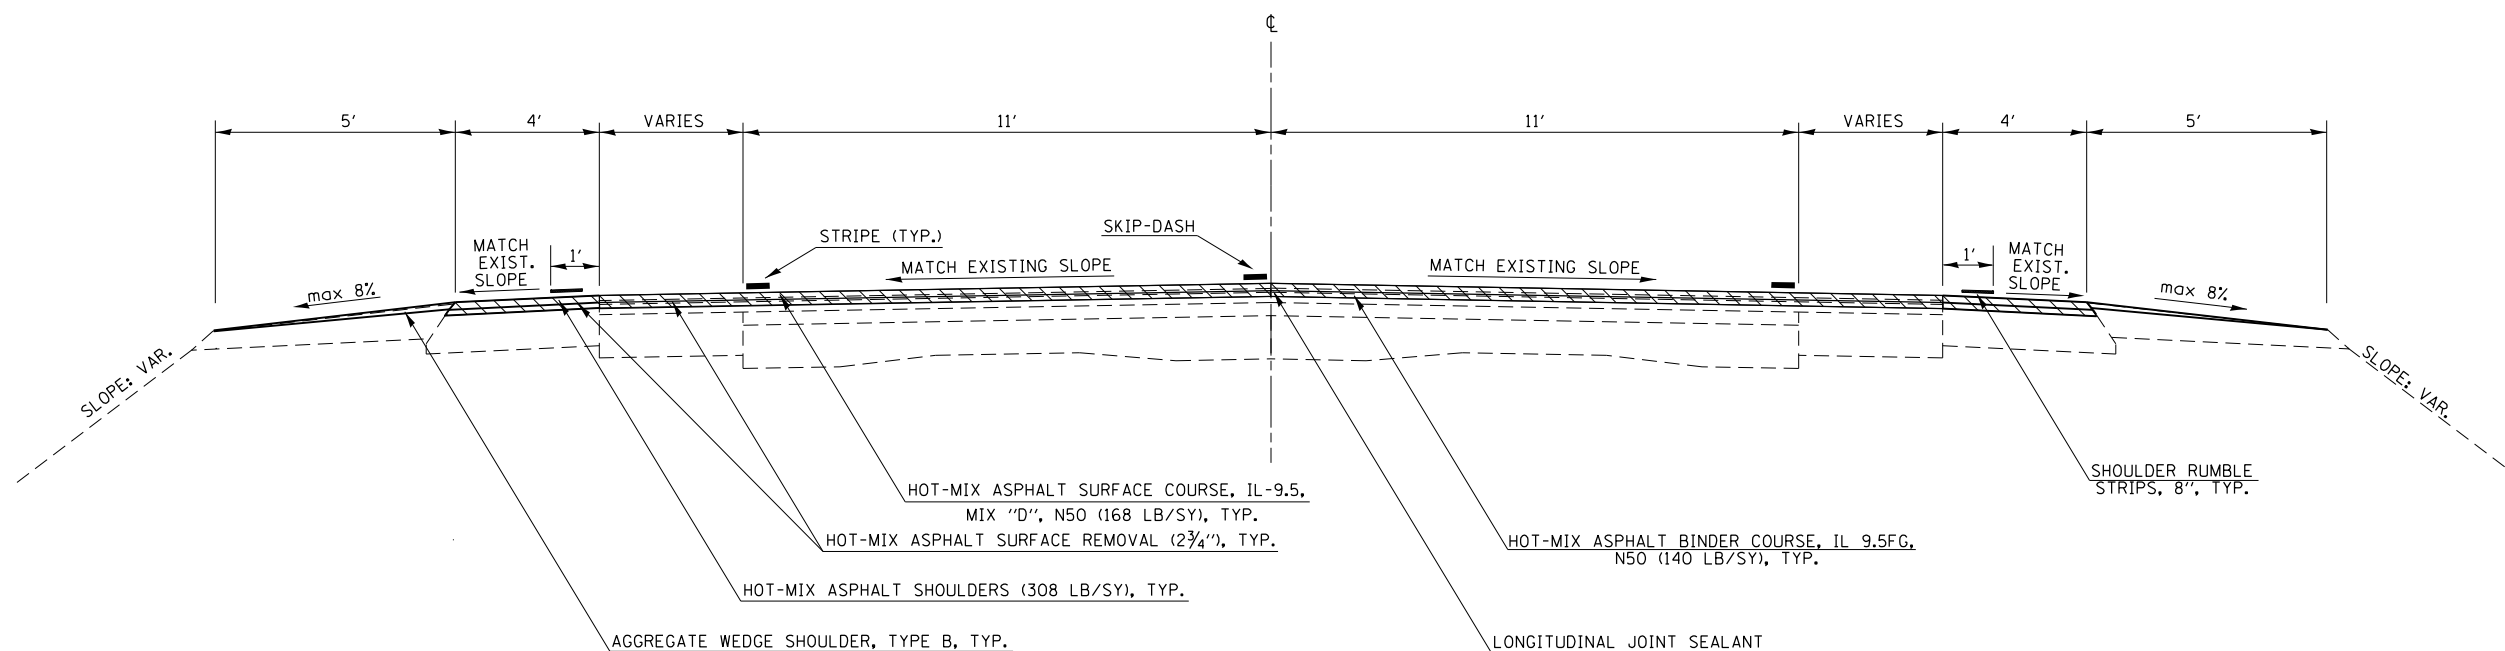 ℄
5' 4' VARIES 11' 11' VARIES 4' 5'
MATCH
EXIST.
SLOPE
1'
max 8%
STRIPE (TYP.)
SKIP-DASH
MATCH EXISTING SLOPE
MATCH EXISTING SLOPE
1'
MATCH
EXIST.
SLOPE
max 8%
SLOPE: VAR.
SLOPE: VAR.
HOT-MIX ASPHALT SURFACE COURSE, IL-9.5,
MIX "D", N50 (168 LB/SY), TYP.
HOT-MIX ASPHALT SURFACE REMOVAL (2¾"), TYP.
HOT-MIX ASPHALT SHOULDERS (308 LB/SY), TYP.
AGGREGATE WEDGE SHOULDER, TYPE B, TYP.
SHOULDER RUMBLE
STRIPS, 8", TYP.
HOT-MIX ASPHALT BINDER COURSE, IL 9.5FG,
N50 (140 LB/SY), TYP.
LONGITUDINAL JOINT SEALANT